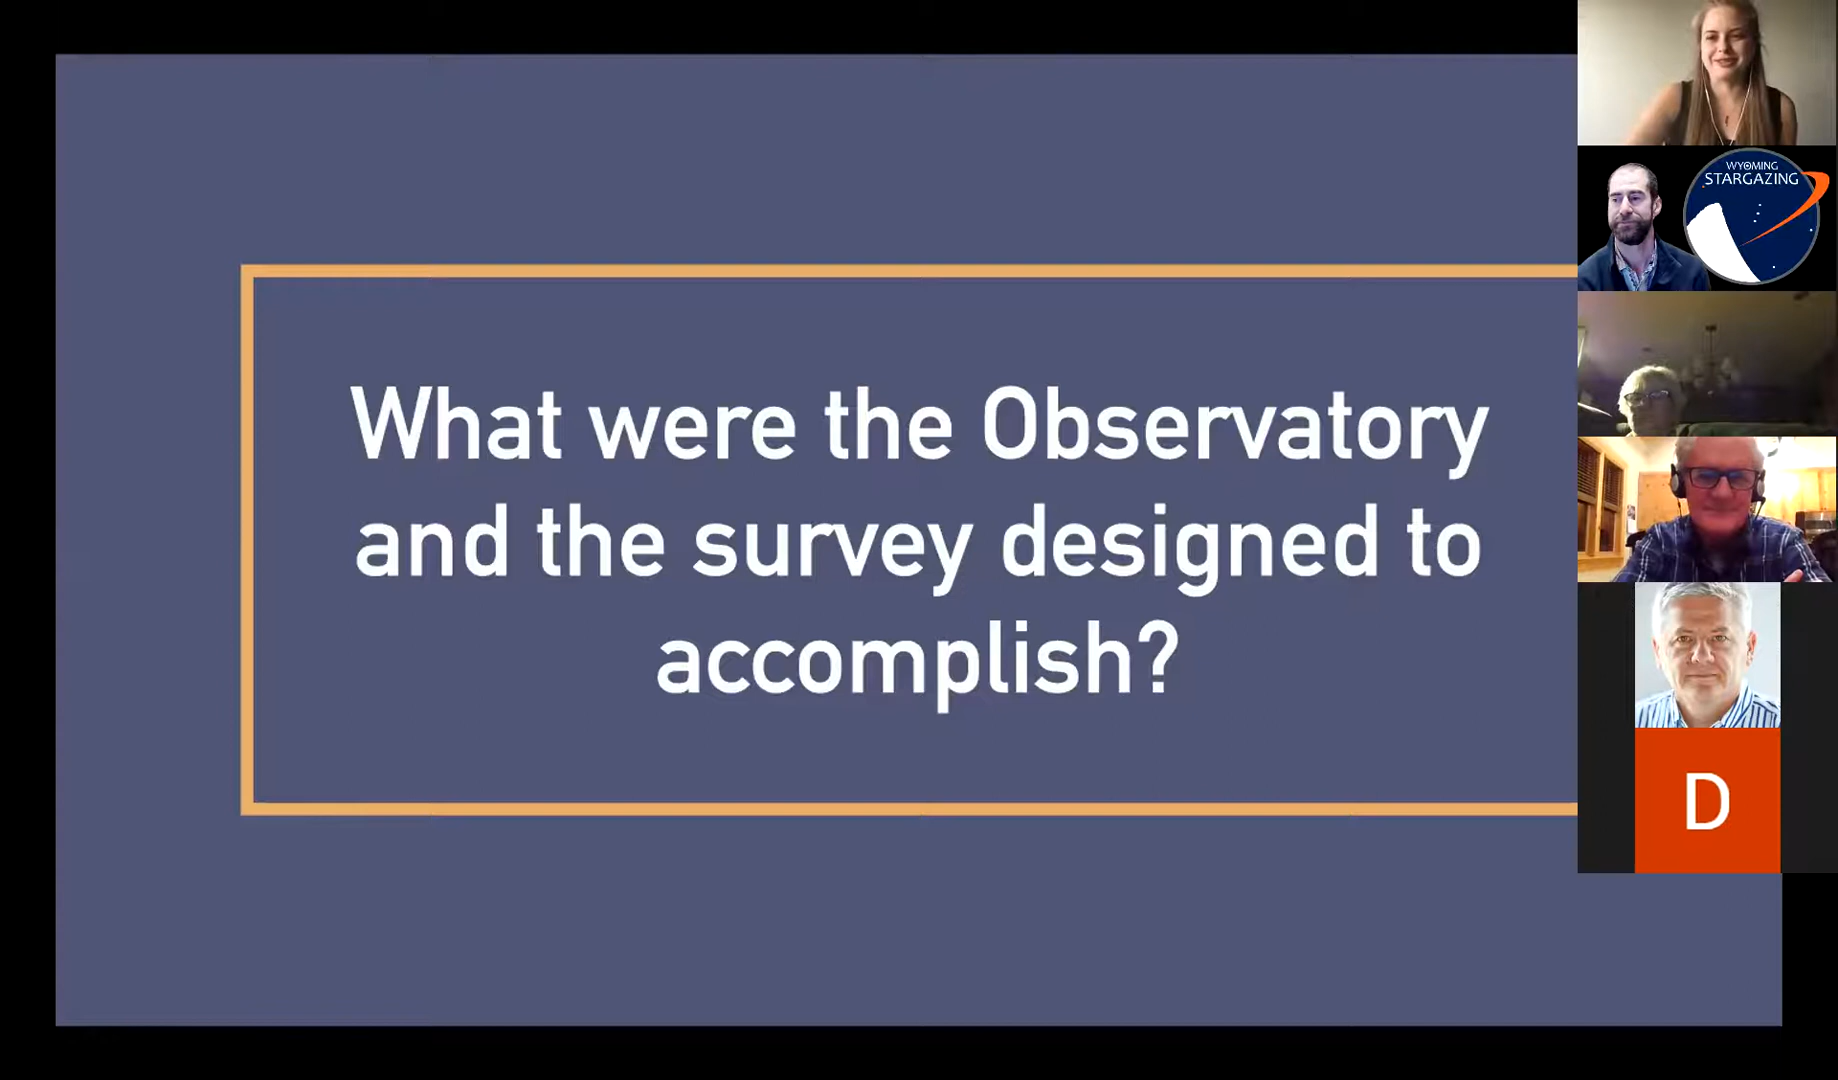 What were the Observatory
and the survey designed to
accomplish?
WYOMING
STARGAZING
D